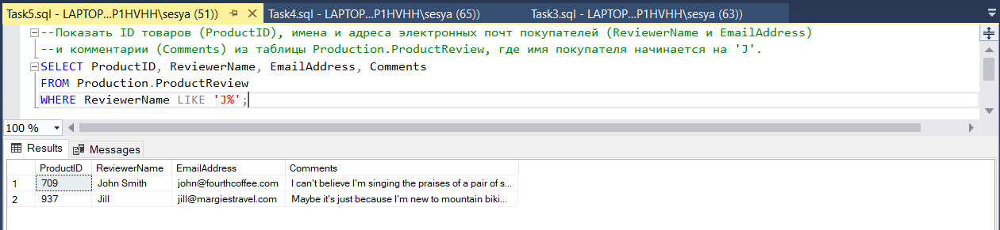 Task5.sql - LAPTOP...P1HVHH\sesya (51))
Task4.sql - LAPTOP...P1HVHH\sesya (65))
Task3.sql - LAPTOP...P1HVHH\sesya (63))
--Показать ID товаров (ProductID), имена и адреса электронных почт покупателей (ReviewerName и EmailAddress)
--и комментарии (Comments) из таблицы Production.ProductReview, где имя покупателя начинается на 'J'.
SELECT ProductID, ReviewerName, EmailAddress, Comments
FROM Production.ProductReview
WHERE ReviewerName LIKE 'J%';
100 %
Results Messages
ProductID ReviewerName EmailAddress Comments
1 709 John Smith john@fourthcoffee.com I can't believe I'm singing the praises of a pair of s...
2 937 Jill jill@margiestravel.com Maybe it's just because I'm new to mountain biki...